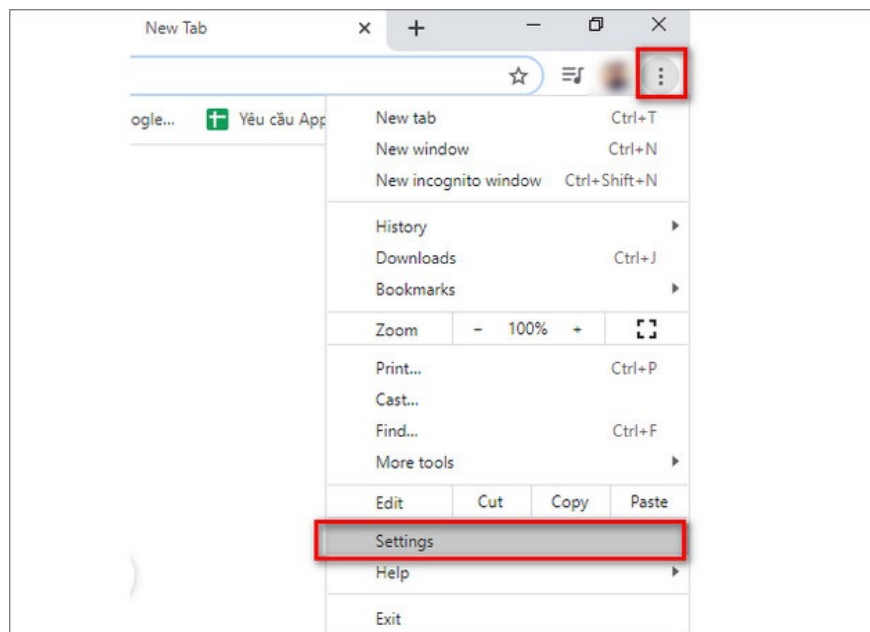 New Tab
ogle... Yêu cầu App
New tab Ctrl+T
New window Ctrl+N
New incognito window Ctrl+Shift+N
History
Downloads Ctrl+J
Bookmarks
Zoom - 100% +
Print... Ctrl+P
Cast...
Find... Ctrl+F
More tools
Edit Cut Copy Paste
Settings
Help
Exit